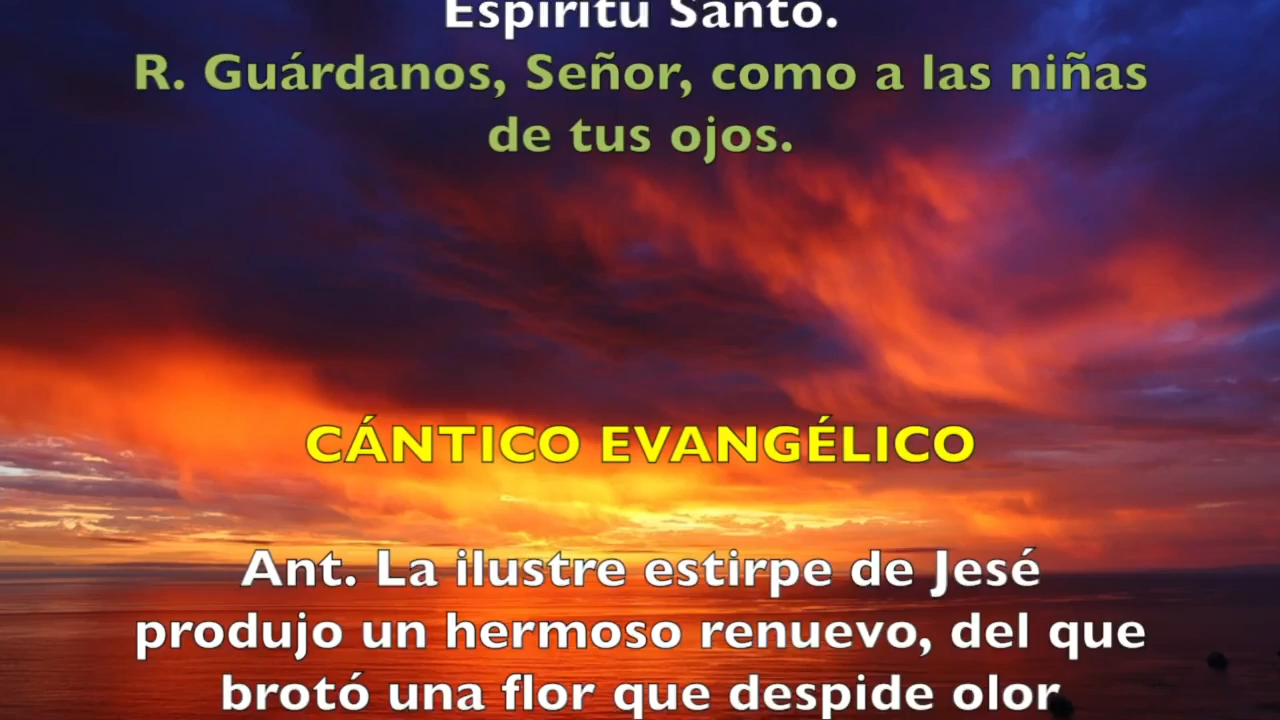 Espíritu Santo.
R. Guárdanos, Señor, como a las niñas
de tus ojos.
CÁNTICO EVANGÉLICO
Ant. La ilustre estirpe de Jesé
produjo un hermoso renuevo, del que
brotó una flor que despide olor